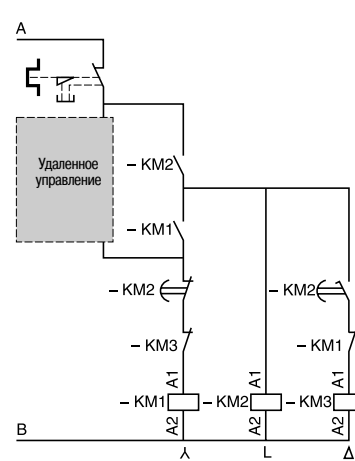 A
Удаленное
управление
– KM2
– KM1
– KM2
– KM2
– KM3
– KM1
A1
A1
A1
– KM1
– KM2
– KM3
A2
A2
A2
B
Y
L
Δ